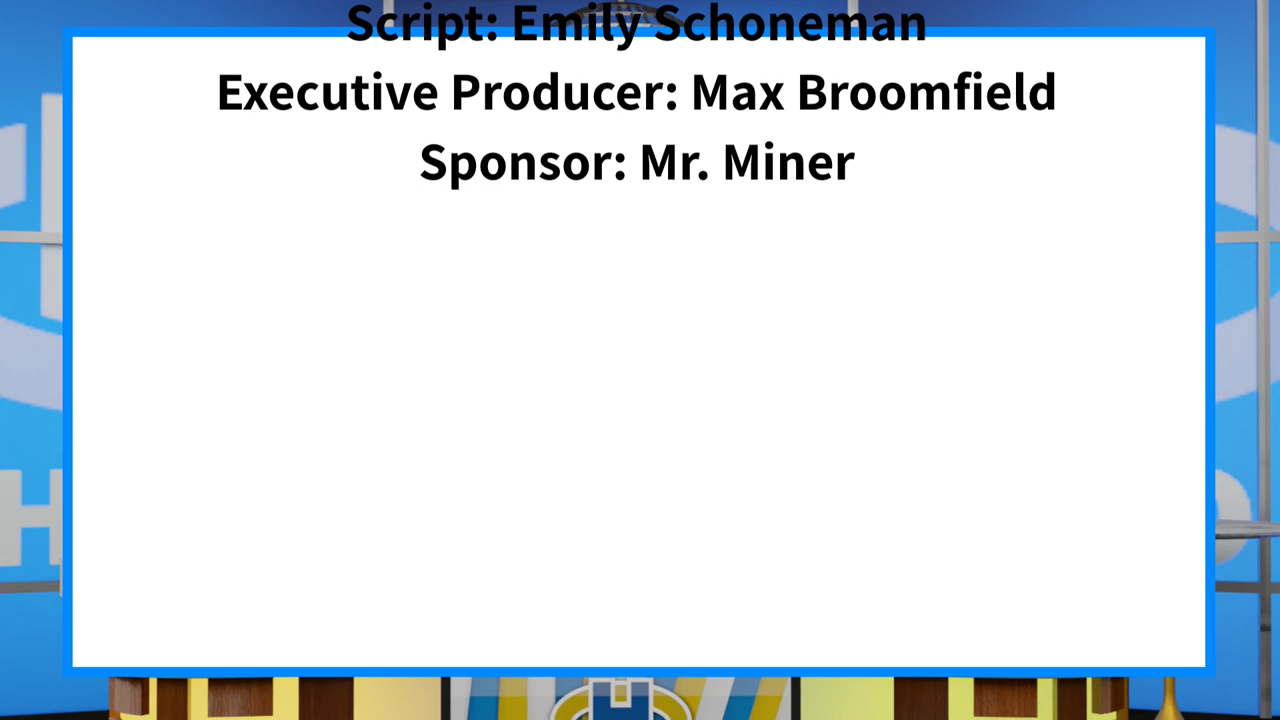 Script: Emily Schoneman
Executive Producer: Max Broomfield
Sponsor: Mr. Miner